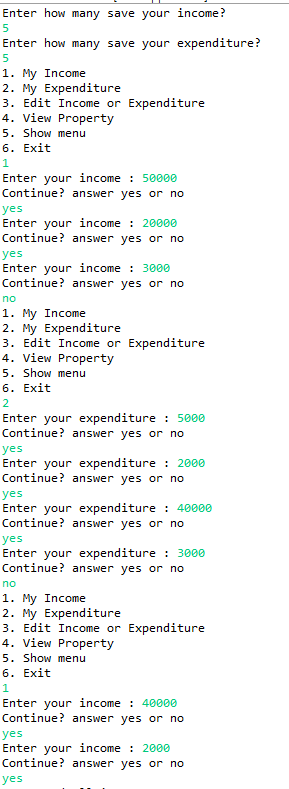 Enter how many save your income?
5
Enter how many save your expenditure?
5
1. My Income
2. My Expenditure
3. Edit Income or Expenditure
4. View Property
5. Show menu
6. Exit
1
Enter your income : 50000
Continue? answer yes or no
yes
Enter your income : 20000
Continue? answer yes or no
yes
Enter your income : 3000
Continue? answer yes or no
no
1. My Income
2. My Expenditure
3. Edit Income or Expenditure
4. View Property
5. Show menu
6. Exit
2
Enter your expenditure : 5000
Continue? answer yes or no
yes
Enter your expenditure : 2000
Continue? answer yes or no
yes
Enter your expenditure : 40000
Continue? answer yes or no
yes
Enter your expenditure : 3000
Continue? answer yes or no
no
1. My Income
2. My Expenditure
3. Edit Income or Expenditure
4. View Property
5. Show menu
6. Exit
1
Enter your income : 40000
Continue? answer yes or no
yes
Enter your income : 2000
Continue? answer yes or no
yes